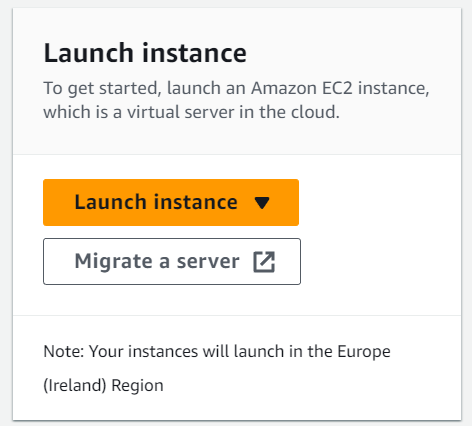 Launch instance
To get started, launch an Amazon EC2 instance,
which is a virtual server in the cloud.
Launch instance
Migrate a server
Note: Your instances will launch in the Europe
(Ireland) Region